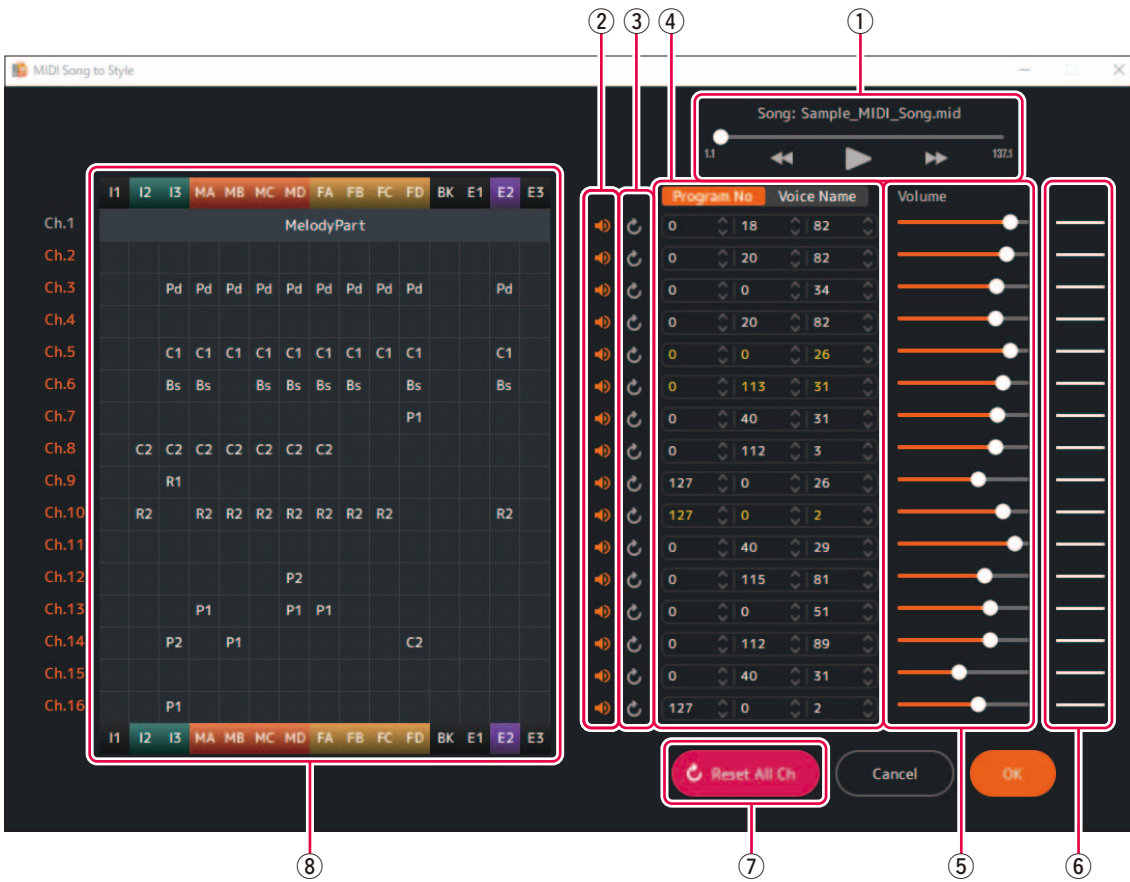 ② ③ ④ ①
MIDI Song to Style
Song: Sample_MIDI_Song.mid
1.1 137.1
I1 I2 I3 MA MB MC MD FA FB FC FD BK E1 E2 E3 Program No Voice Name Volume
Ch.1 MelodyPart 0 18 82
Ch.2 0 20 82
Ch.3 Pd Pd Pd Pd Pd Pd Pd Pd Pd Pd 0 0 34
Ch.4 0 20 82
Ch.5 C1 C1 C1 C1 C1 C1 C1 C1 C1 C1 0 0 26
Ch.6 Bs Bs Bs Bs Bs Bs Bs Bs 0 113 31
Ch.7 P1 0 40 31
Ch.8 C2 C2 C2 C2 C2 C2 C2 0 112 3
Ch.9 R1 127 0 26
Ch.10 R2 R2 R2 R2 R2 R2 R2 R2 R2 127 0 2
Ch.11 0 40 29
Ch.12 P2 0 115 81
Ch.13 P1 P1 P1 0 0 51
Ch.14 P2 P1 C2 0 112 89
Ch.15 0 40 31
Ch.16 P1 127 0 2
I1 I2 I3 MA MB MC MD FA FB FC FD BK E1 E2 E3
Reset All Ch Cancel OK
⑧ ⑦ ⑤ ⑥